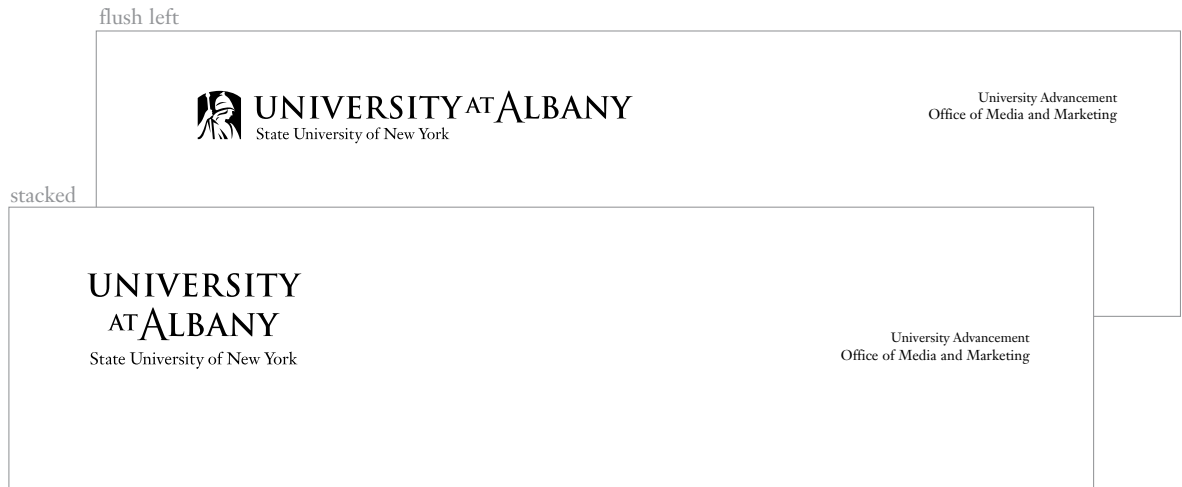 flush left
UNIVERSITY AT ALBANY
State University of New York
University Advancement
Office of Media and Marketing
stacked
UNIVERSITY
AT ALBANY
State University of New York
University Advancement
Office of Media and Marketing